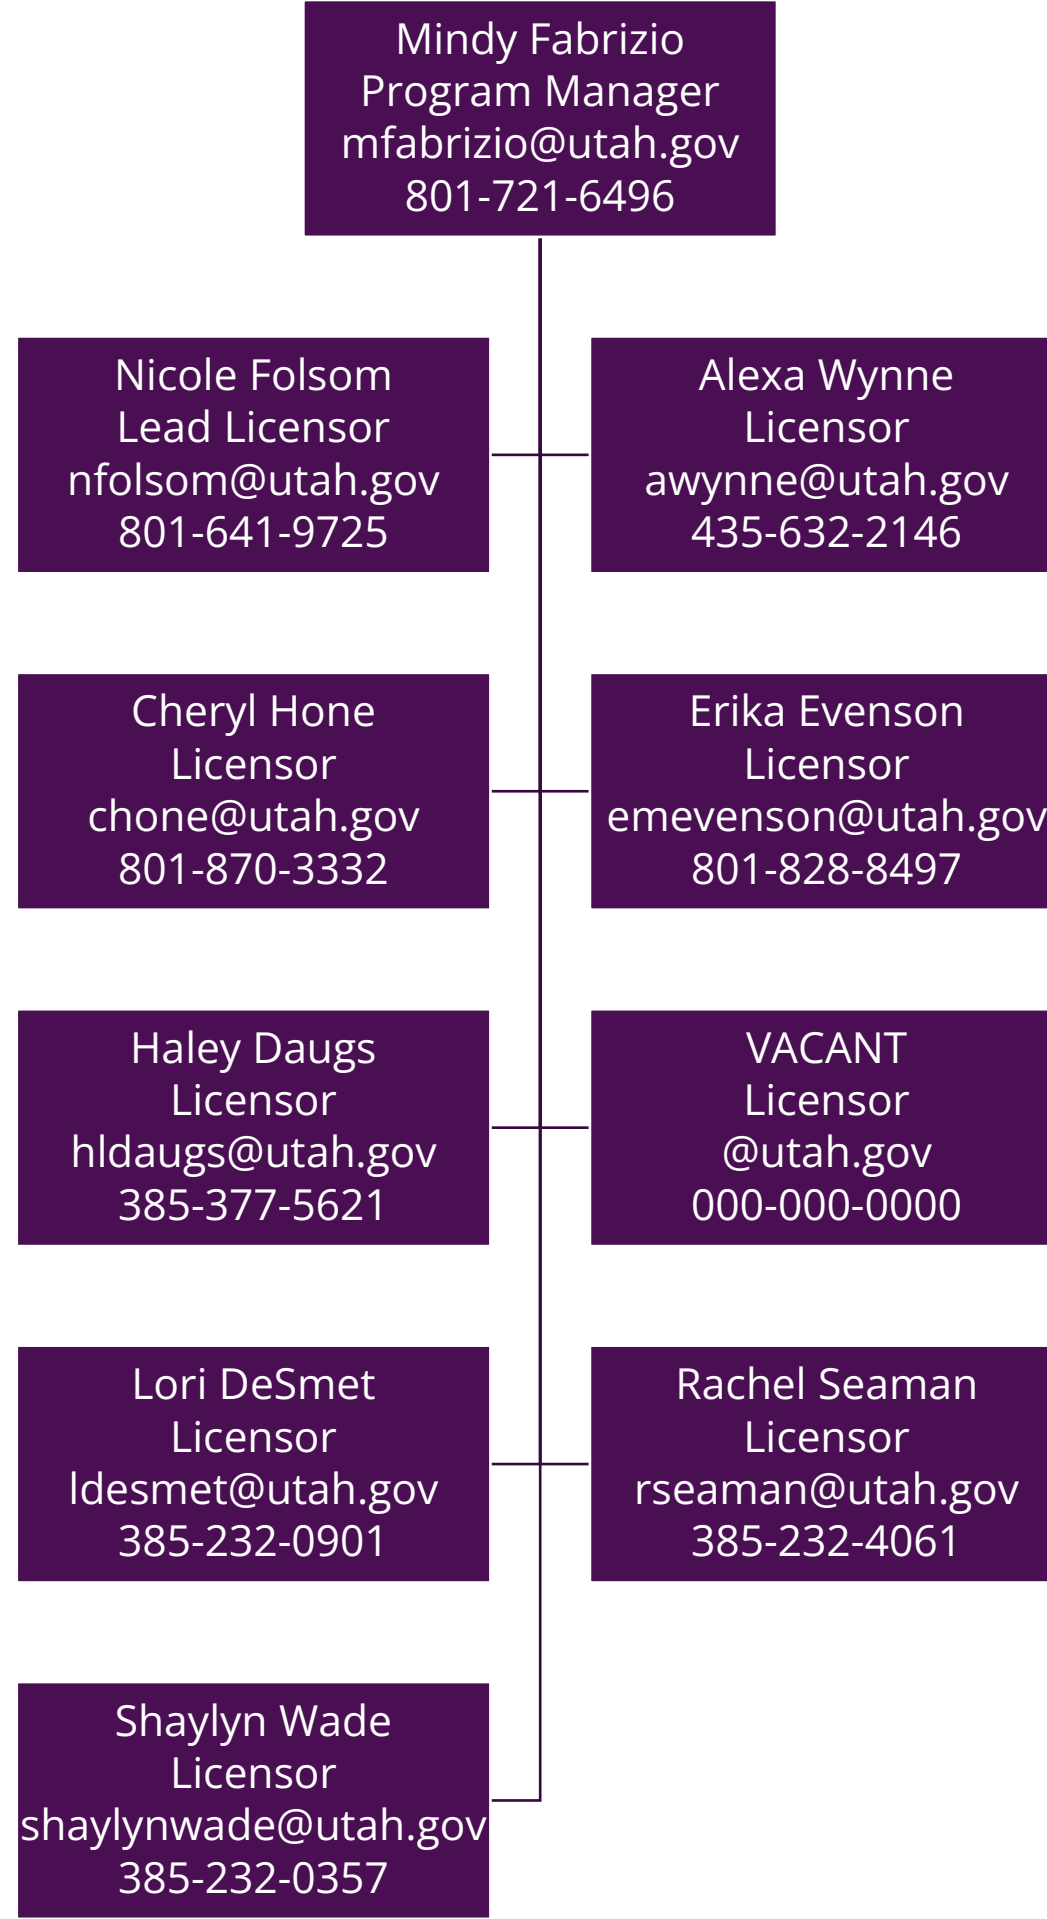 Mindy Fabrizio
Program Manager
mfabrizio@utah.gov
801-721-6496
Nicole Folsom
Lead Licensor
nfolsom@utah.gov
801-641-9725
Alexa Wynne
Licensor
awynne@utah.gov
435-632-2146
Cheryl Hone
Licensor
chone@utah.gov
801-870-3332
Erika Evenson
Licensor
emevenson@utah.gov
801-828-8497
Haley Daugs
Licensor
hldaugs@utah.gov
385-377-5621
VACANT
Licensor
@utah.gov
000-000-0000
Lori DeSmet
Licensor
ldesmet@utah.gov
385-232-0901
Rachel Seaman
Licensor
rseaman@utah.gov
385-232-4061
Shaylyn Wade
Licensor
shaylynwade@utah.gov
385-232-0357